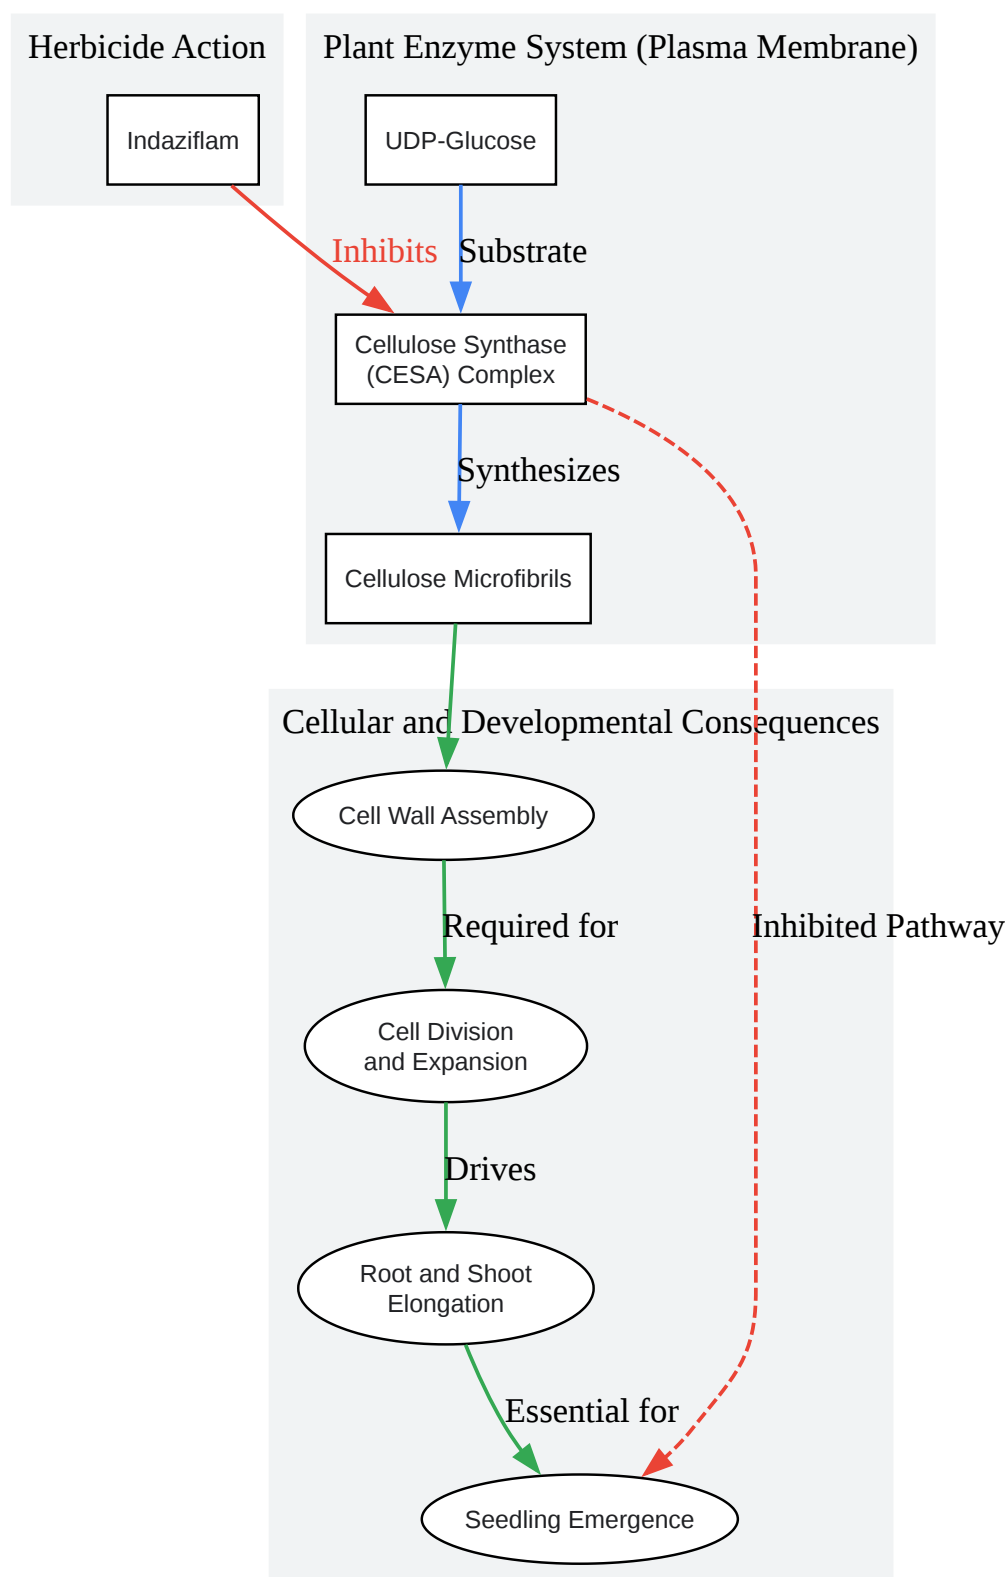 Herbicide Action
Plant Enzyme System (Plasma Membrane)
Indaziflam
UDP-Glucose
Inhibits
Substrate
Cellulose Synthase
(CESA) Complex
Synthesizes
Cellulose Microfibrils
Cellular and Developmental Consequences
Cell Wall Assembly
Required for
Inhibited Pathway
Cell Division
and Expansion
Drives
Root and Shoot
Elongation
Essential for
Seedling Emergence